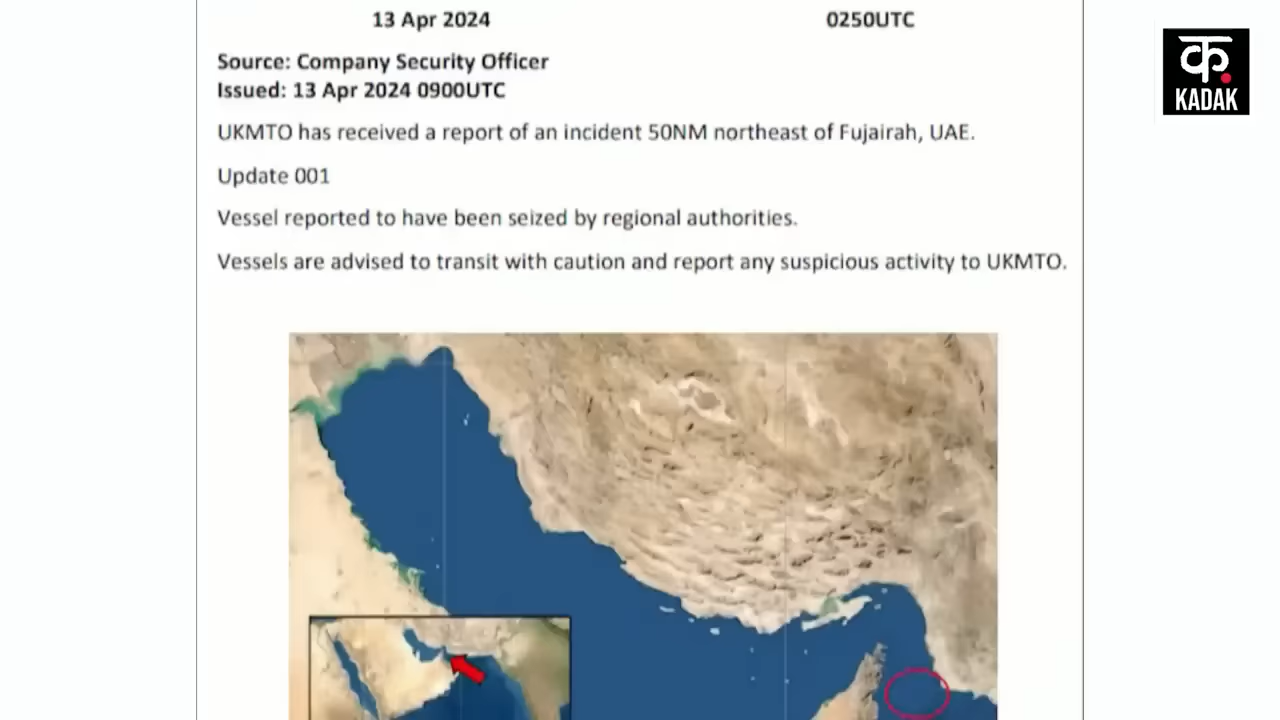 13 Apr 2024 0250UTC
Source: Company Security Officer
Issued: 13 Apr 2024 0900UTC
UKMTO has received a report of an incident 50NM northeast of Fujairah, UAE.
Update 001
Vessel reported to have been seized by regional authorities.
Vessels are advised to transit with caution and report any suspicious activity to UKMTO.
क
KADAK